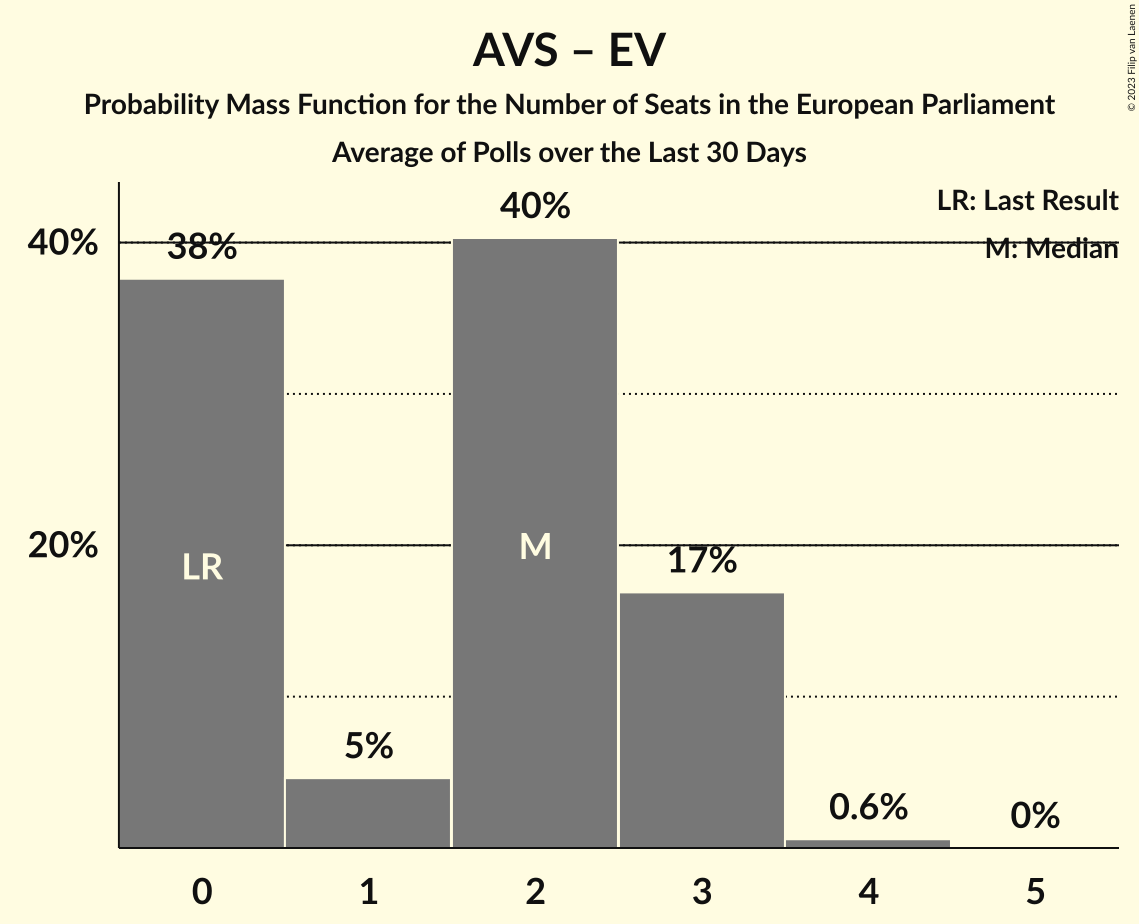 AVS – EV
Probability Mass Function for the Number of Seats in the European Parliament
Average of Polls over the Last 30 Days
© 2023 Filip van Laenen
LR: Last Result
M: Median
40%
20%
38%
5%
40%
17%
0.6%
0%
LR
M
0 1 2 3 4 5